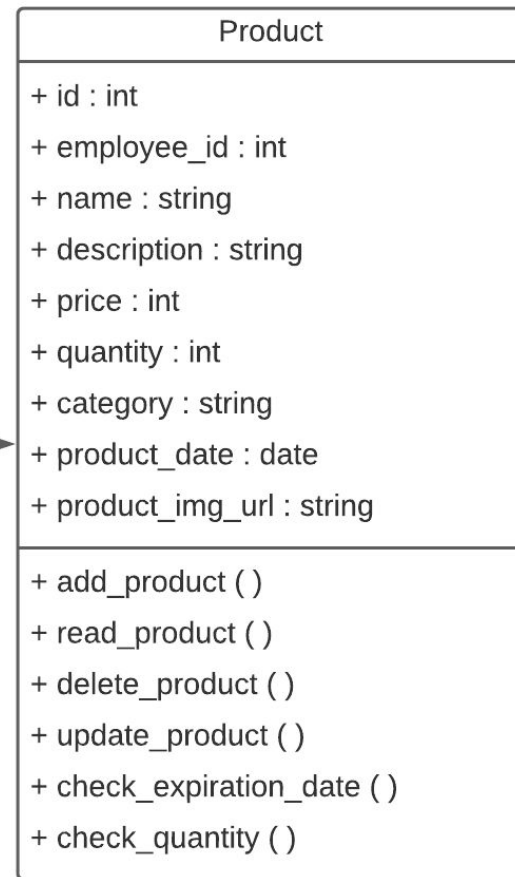 Product
+ id : int
+ employee_id : int
+ name : string
+ description : string
+ price : int
+ quantity : int
+ category : string
+ product_date : date
+ product_img_url : string
+ add_product ( )
+ read_product ( )
+ delete_product ( )
+ update_product ( )
+ check_expiration_date ( )
+ check_quantity ( )